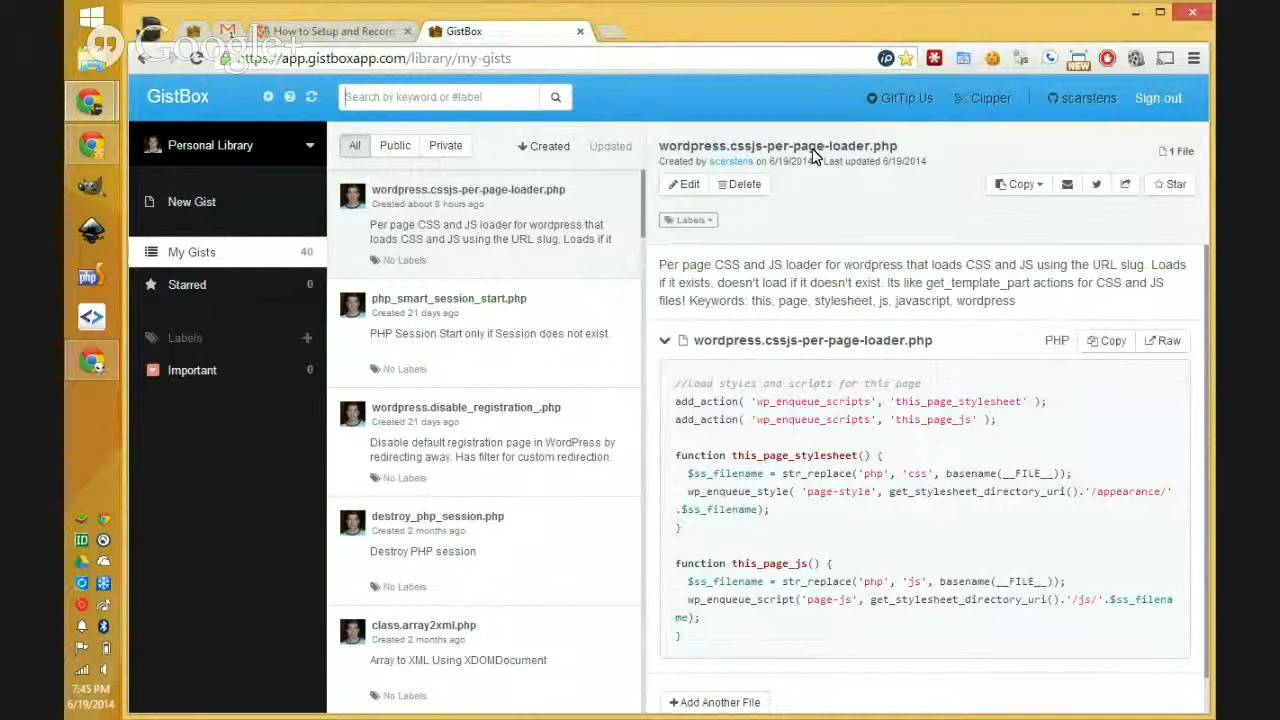 How to Setup and Recorc
GistBox
Google+
https://app.gistboxapp.com/library/my-gists
NEW
GistBox
Search by keyword or #label
GitTip Us
Clipper
scarstens
Sign out
Personal Library
New Gist
My Gists 40
Starred 0
Labels +
Important 0
All
Public
Private
Created
Updated
wordpress.cssjs-per-page-loader.php
Created about 8 hours ago
Per page CSS and JS loader for wordpress that
loads CSS and JS using the URL slug. Loads if it
No Labels
php_smart_session_start.php
Created 21 days ago
PHP Session Start only if Session does not exist.
No Labels
wordpress.disable_registration_.php
Created 21 days ago
Disable default registration page in WordPress by
redirecting away. Has filter for custom redirection.
No Labels
destroy_php_session.php
Created 2 months ago
Destroy PHP session
No Labels
class.array2xml.php
Created 2 months ago
Array to XML Using XDOMDocument
No Labels
wordpress.cssjs-per-page-loader.php
Created by scarstens on 6/19/2014 Last updated 6/19/2014
1 File
Edit
Delete
Copy
Star
Labels
Per page CSS and JS loader for wordpress that loads CSS and JS using the URL slug. Loads
if it exists, doesn't load if it doesn't exist. Its like get_template_part actions for CSS and JS
files! Keywords: this, page, stylesheet, js, javascript, wordpress
wordpress.cssjs-per-page-loader.php
PHP
Copy
Raw
//load styles and scripts for this page
add_action( 'wp_enqueue_scripts', 'this_page_stylesheet' );
add_action( 'wp_enqueue_scripts', 'this_page_js' );
function this_page_stylesheet() {
$ss_filename = str_replace('php', 'css', basename(__FILE__));
wp_enqueue_style( 'page-style', get_stylesheet_directory_uri().'/appearance/'
.$ss_filename);
}
function this_page_js() {
$ss_filename = str_replace('php', 'js', basename(__FILE__));
wp_enqueue_script('page-js', get_stylesheet_directory_uri().'/js/'.$ss_filena
me);
}
+ Add Another File
php
7:45 PM
6/19/2014